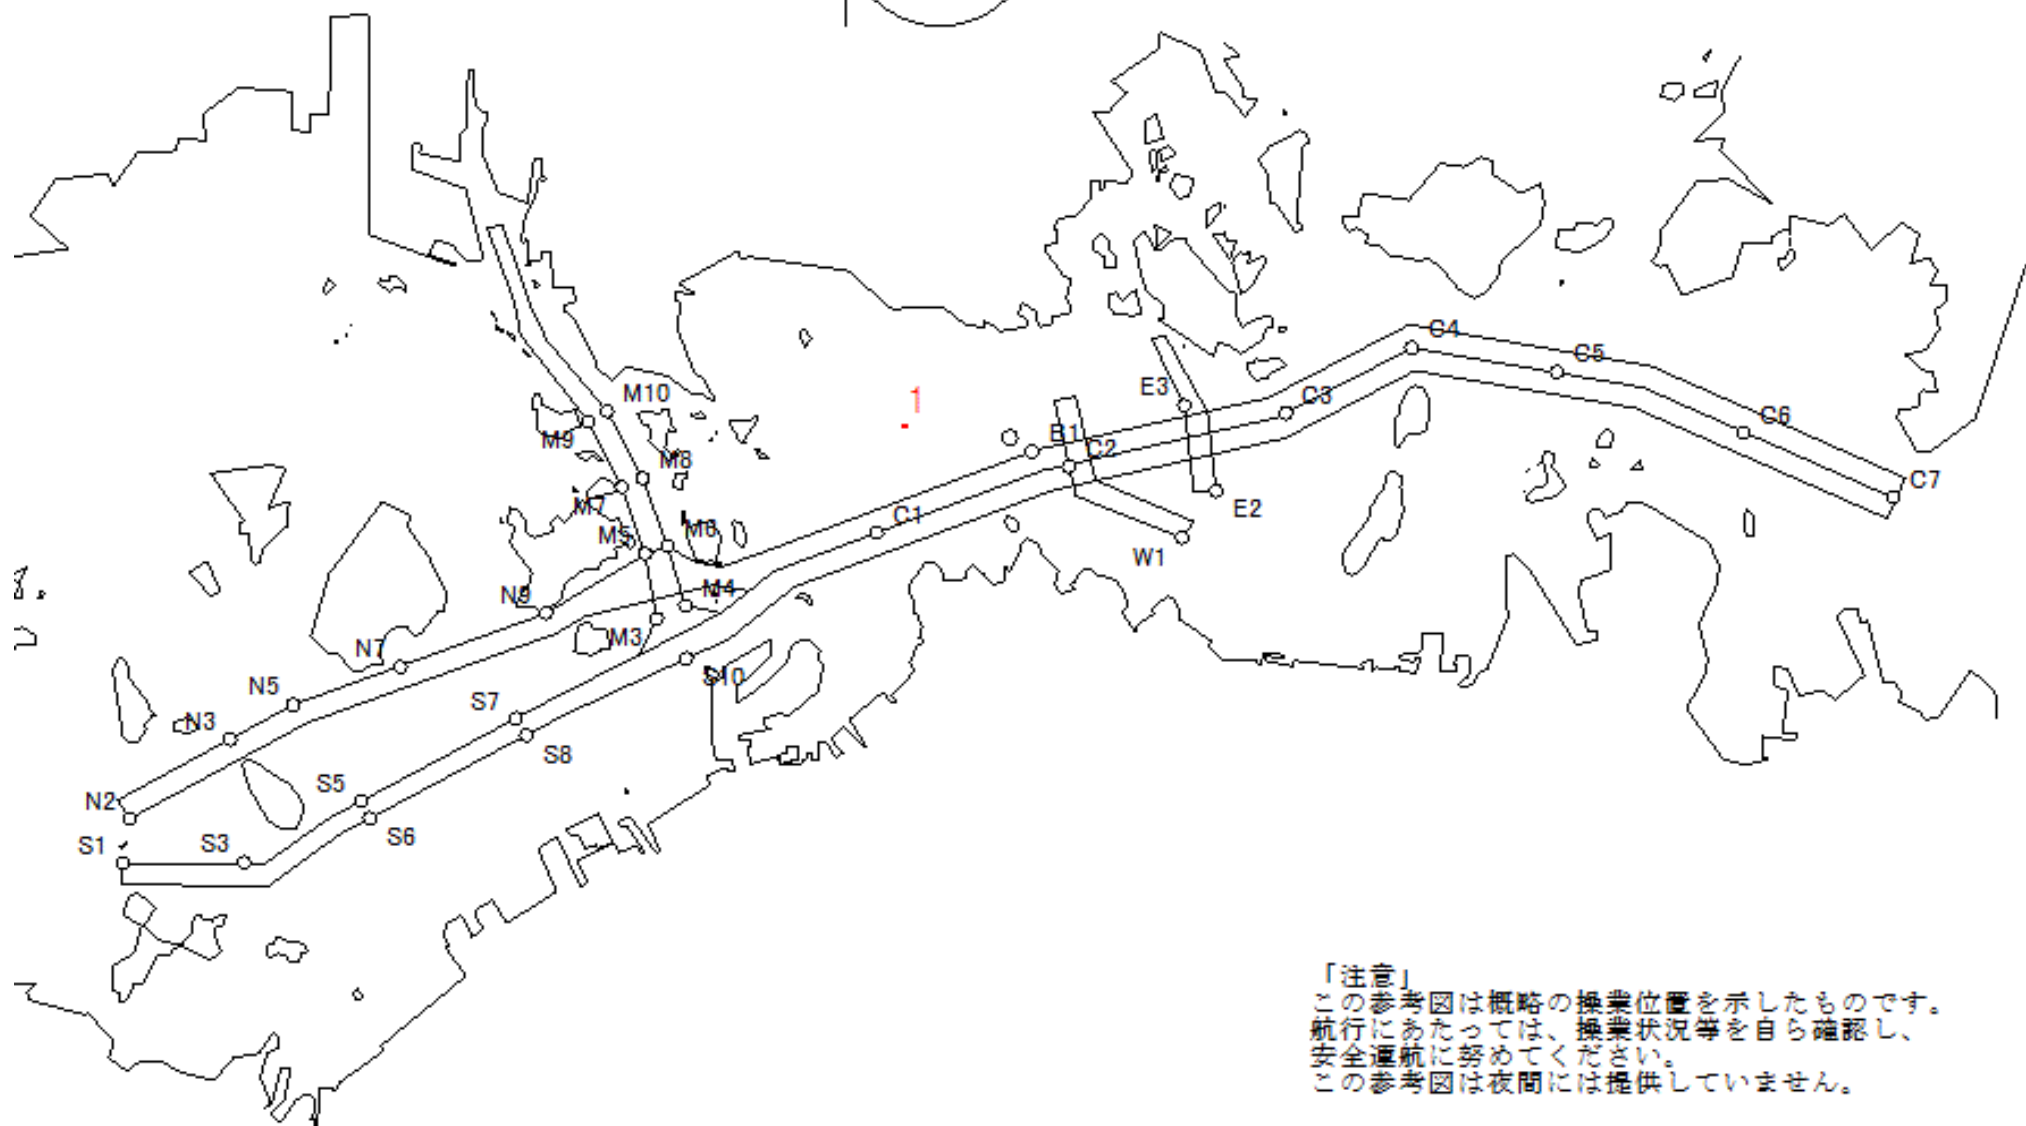 1
C4
C5
M10
E3
C3
C6
M9
B1
C2
M8
C7
M7
E2
C1
M5
M6
W1
N9
M4
M3
N7
S10
N5
S7
N3
S8
S5
N2
S6
S1
S3
「注意」
この参考図は概略の操業位置を示したものです。
航行にあたっては、操業状況等を自ら確認し、
安全運航に努めてください。
この参考図は夜間には提供していません。